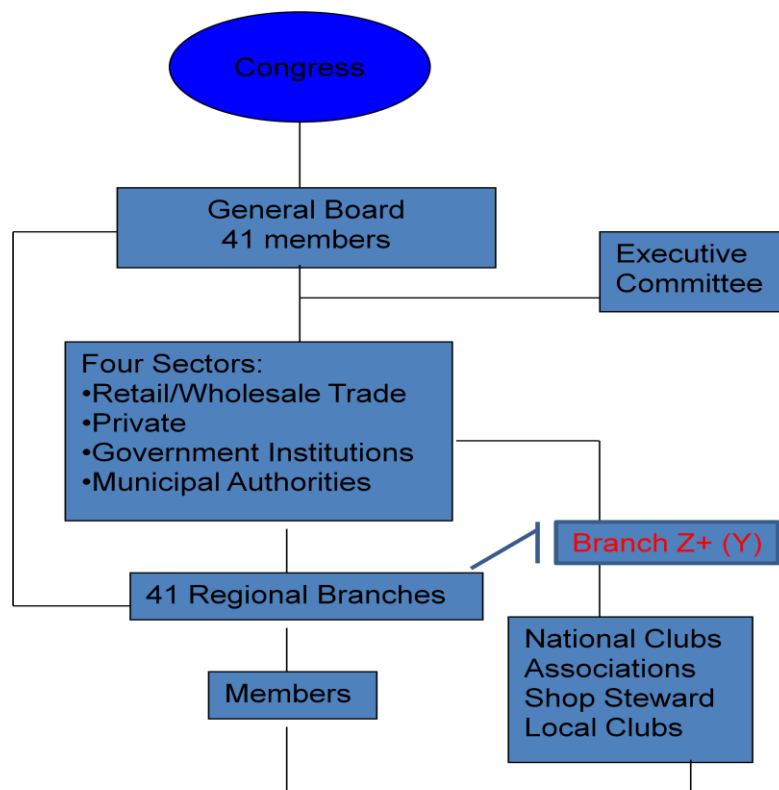 Congress
General Board
41 members
Executive
Committee
Four Sectors:
•Retail/Wholesale Trade
•Private
•Government Institutions
•Municipal Authorities
Branch Z+ (Y)
41 Regional Branches
National Clubs
Associations
Shop Steward
Local Clubs
Members